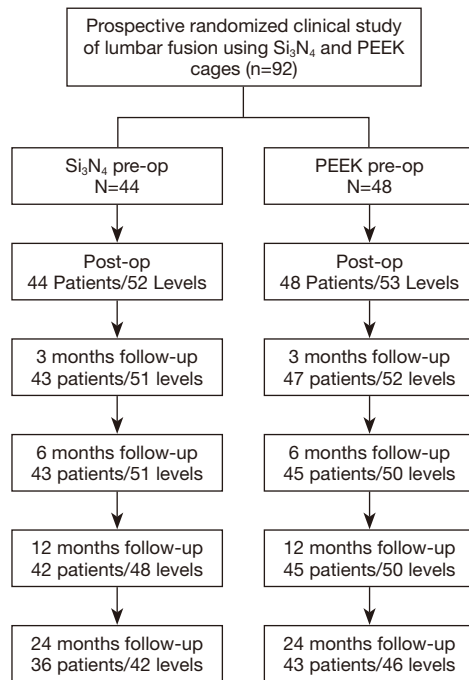 Prospective randomized clinical study
of lumbar fusion using Si₃N₄ and PEEK
cages (n=92)
Si₃N₄ pre-op
N=44
Post-op
44 Patients/52 Levels
3 months follow-up
43 patients/51 levels
6 months follow-up
43 patients/51 levels
12 months follow-up
42 patients/48 levels
24 months follow-up
36 patients/42 levels
PEEK pre-op
N=48
Post-op
48 Patients/53 Levels
3 months follow-up
47 patients/52 levels
6 months follow-up
45 patients/50 levels
12 months follow-up
45 patients/50 levels
24 months follow-up
43 patients/46 levels